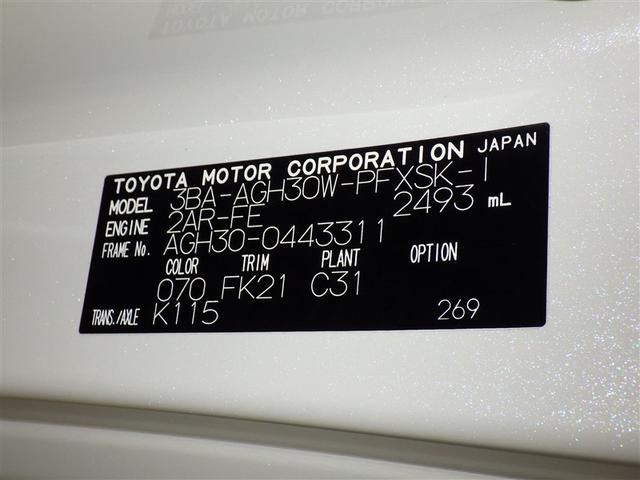 TOYOTA MOTOR CORPORATION JAPAN
MODEL 3BA-AGH30W-PFXSK-I
ENGINE 2AR-FE 2493 mL
FRAME No. AGH30-0443311
COLOR TRIM PLANT OPTION
070 FK21 C31
TRANS./AXLE K115 269